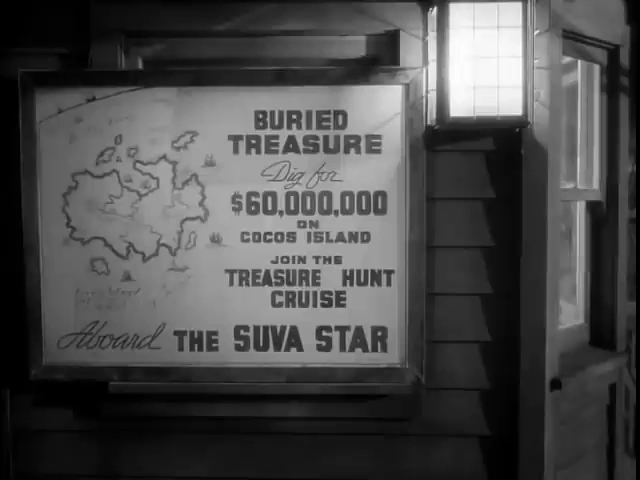 BURIED
TREASURE
Dig for
$60,000,000
ON
COCOS ISLAND
JOIN THE
TREASURE HUNT
CRUISE
Aboard THE SUVA STAR